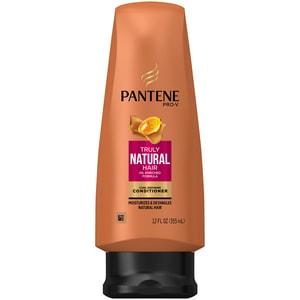 PANTENE
PRO-V
TRULY
NATURAL
HAIR
OIL ENRICHED
FORMULA
CURL DEFINING
CONDITIONER
MOISTURIZES & DETANGLES
NATURAL HAIR
12 FL OZ (355 mL)